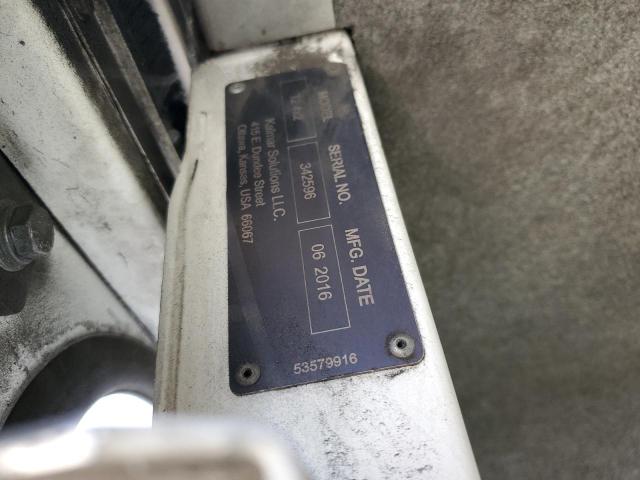 MODEL SERIAL NO. MFG. DATE
342596 06 2016
Kalmar Solutions LLC.
415 E. Dundee Street
Ottawa, Kansas, USA 66067
53579916